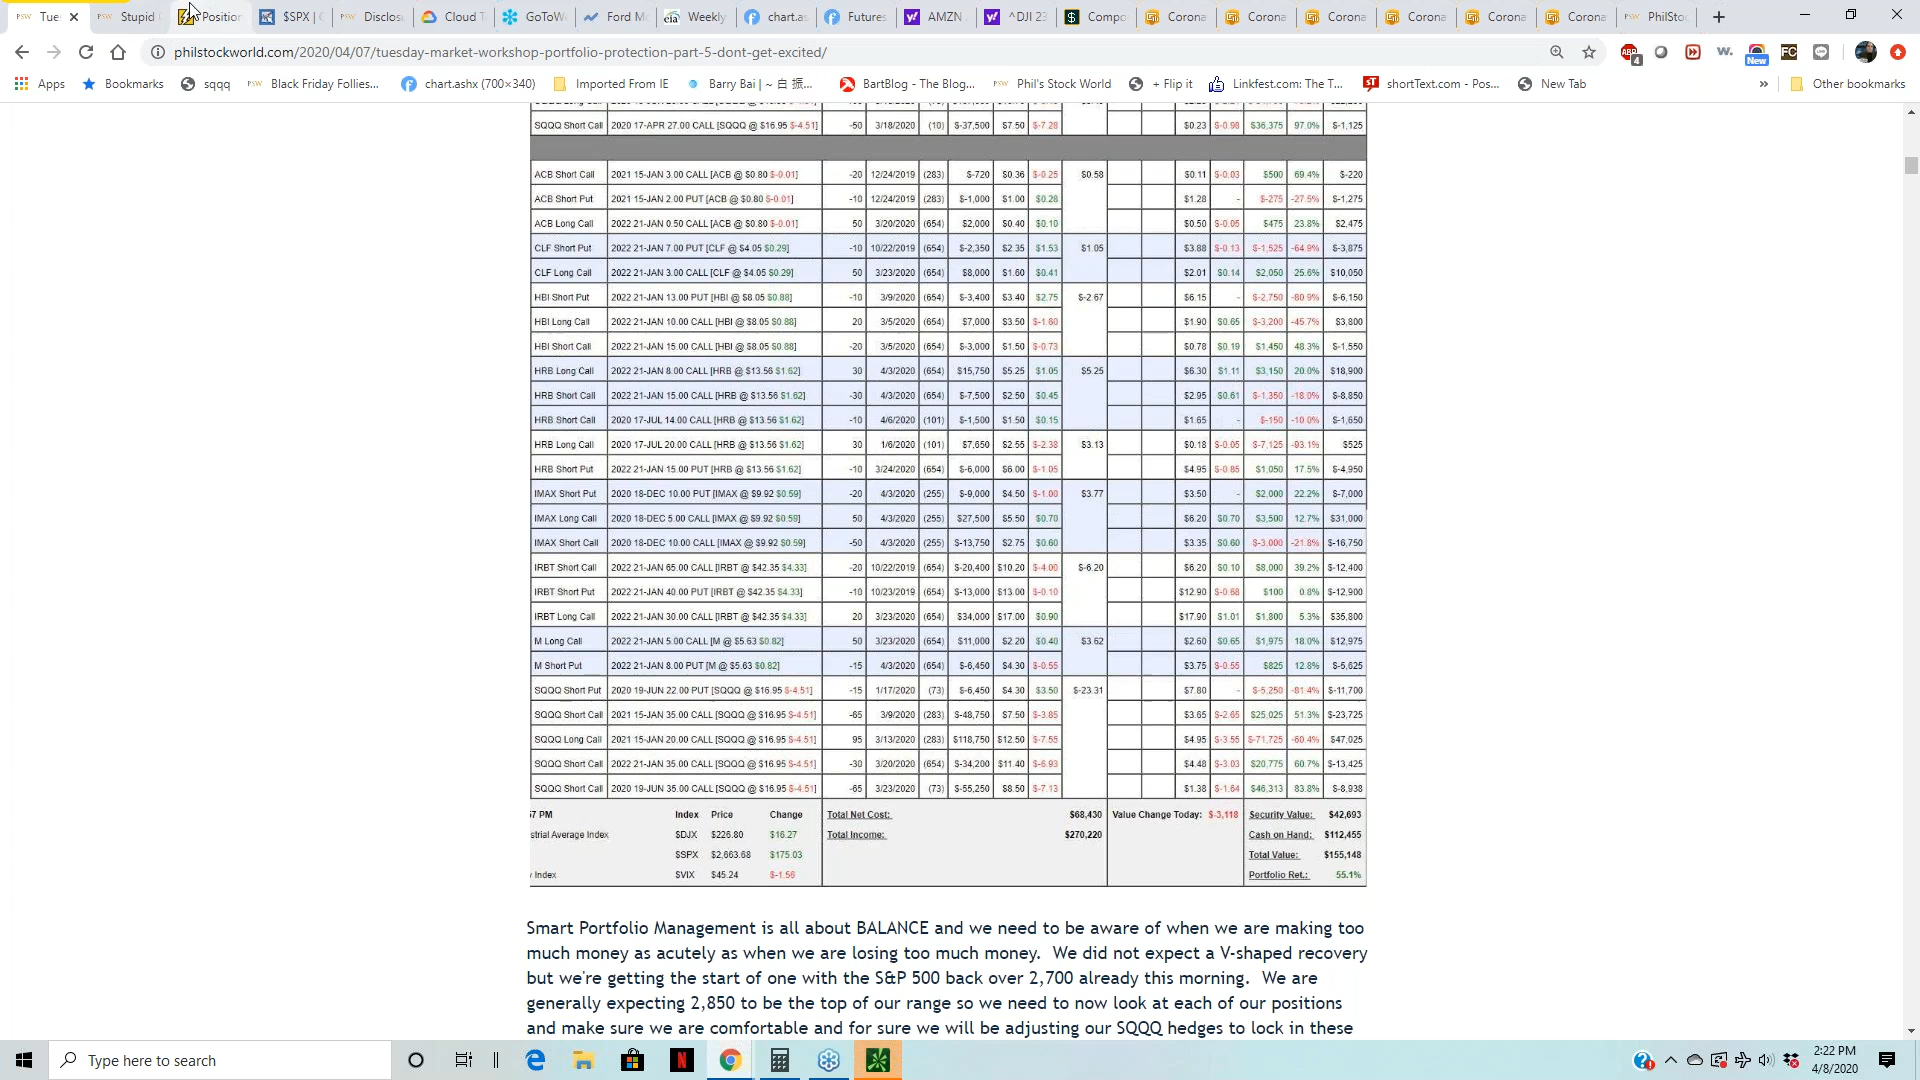 Tue
Stupid
Position
$SPX | (
Disclos
Cloud T
GoToW
Ford M
eia Weekly
chart.as
Futures
AMZN
^DJI 23
Compo
Corona
Corona
Corona
Corona
Corona
Corona
PhilSto
philstockworld.com/2020/04/07/tuesday-market-workshop-portfolio-protection-part-5-dont-get-excited/
Apps
Bookmarks
sqqq
PSW Black Friday Follies...
chart.ashx (700×340)
Imported From IE
Barry Bai | ~ 白 振...
BartBlog - The Blog...
PSW Phil's Stock World
+ Flip it
Linkfest.com: The T...
shortText.com - Pos...
New Tab
»
Other bookmarks
SQQQ Short Call 2020 17-APR 27.00 CALL [SQQQ @ $16.95 $-4.51] -50 3/18/2020 (10) $-37,500 $7.50 $-7.28 $0.23 $-0.98 $36,375 97.0% $-1,125
ACB Short Call 2021 15-JAN 3.00 CALL [ACB @ $0.80 $-0.01] -20 12/24/2019 (283) $-720 $0.36 $-0.25 $0.58 $0.11 $-0.03 $500 69.4% $-220
ACB Short Put 2021 15-JAN 2.00 PUT [ACB @ $0.80 $-0.01] -10 12/24/2019 (283) $-1,000 $1.00 $0.28 $1.28 - $-275 -27.5% $-1,275
ACB Long Call 2022 21-JAN 0.50 CALL [ACB @ $0.80 $-0.01] 50 3/20/2020 (654) $2,000 $0.40 $0.10 $0.50 $-0.05 $475 23.8% $2,475
CLF Short Put 2022 21-JAN 7.00 PUT [CLF @ $4.05 $0.29] -10 10/22/2019 (654) $-2,350 $2.35 $1.53 $1.05 $3.88 $-0.13 $-1,525 -64.9% $-3,875
CLF Long Call 2022 21-JAN 3.00 CALL [CLF @ $4.05 $0.29] 50 3/23/2020 (654) $8,000 $1.60 $0.41 $2.01 $0.14 $2,050 25.6% $10,050
HBI Short Put 2022 21-JAN 13.00 PUT [HBI @ $8.05 $0.88] -10 3/9/2020 (654) $-3,400 $3.40 $2.75 $-2.67 $6.15 - $-2,750 -80.9% $-6,150
HBI Long Call 2022 21-JAN 10.00 CALL [HBI @ $8.05 $0.88] 20 3/5/2020 (654) $7,000 $3.50 $-1.60 $1.90 $0.65 $-3,200 -45.7% $3,800
HBI Short Call 2022 21-JAN 15.00 CALL [HBI @ $8.05 $0.88] -20 3/5/2020 (654) $-3,000 $1.50 $-0.73 $0.78 $0.19 $1,450 48.3% $-1,550
HRB Long Call 2022 21-JAN 8.00 CALL [HRB @ $13.56 $1.62] 30 4/3/2020 (654) $15,750 $5.25 $1.05 $5.25 $6.30 $1.11 $3,150 20.0% $18,900
HRB Short Call 2022 21-JAN 15.00 CALL [HRB @ $13.56 $1.62] -30 4/3/2020 (654) $-7,500 $2.50 $0.45 $2.95 $0.61 $-1,350 -18.0% $-8,850
HRB Short Call 2020 17-JUL 14.00 CALL [HRB @ $13.56 $1.62] -10 4/6/2020 (101) $-1,500 $1.50 $0.15 $1.65 - $-150 -10.0% $-1,650
HRB Long Call 2020 17-JUL 20.00 CALL [HRB @ $13.56 $1.62] 30 1/6/2020 (101) $7,650 $2.55 $-2.38 $3.13 $0.18 $-0.05 $-7,125 -93.1% $525
HRB Short Put 2022 21-JAN 15.00 PUT [HRB @ $13.56 $1.62] -10 3/24/2020 (654) $-6,000 $6.00 $-1.05 $4.95 $-0.85 $1,050 17.5% $-4,950
IMAX Short Put 2020 18-DEC 10.00 PUT [IMAX @ $9.92 $0.59] -20 4/3/2020 (255) $-9,000 $4.50 $-1.00 $3.77 $3.50 - $2,000 22.2% $-7,000
IMAX Long Call 2020 18-DEC 5.00 CALL [IMAX @ $9.92 $0.59] 50 4/3/2020 (255) $27,500 $5.50 $0.70 $6.20 $0.70 $3,500 12.7% $31,000
IMAX Short Call 2020 18-DEC 10.00 CALL [IMAX @ $9.92 $0.59] -50 4/3/2020 (255) $-13,750 $2.75 $0.60 $3.35 $0.60 $-3,000 -21.8% $-16,750
IRBT Short Call 2022 21-JAN 65.00 CALL [IRBT @ $42.35 $4.33] -20 10/22/2019 (654) $-20,400 $10.20 $-4.00 $-6.20 $6.20 $0.10 $8,000 39.2% $-12,400
IRBT Short Put 2022 21-JAN 40.00 PUT [IRBT @ $42.35 $4.33] -10 10/23/2019 (654) $-13,000 $13.00 $-0.10 $12.90 $-0.68 $100 0.8% $-12,900
IRBT Long Call 2022 21-JAN 30.00 CALL [IRBT @ $42.35 $4.33] 20 3/23/2020 (654) $34,000 $17.00 $0.90 $17.90 $1.01 $1,800 5.3% $35,800
M Long Call 2022 21-JAN 5.00 CALL [M @ $5.63 $0.82] 50 3/23/2020 (654) $11,000 $2.20 $0.40 $3.62 $2.60 $0.65 $1,975 18.0% $12,975
M Short Put 2022 21-JAN 8.00 PUT [M @ $5.63 $0.82] -15 4/3/2020 (654) $-6,450 $4.30 $-0.55 $3.75 $-0.55 $825 12.8% $-5,625
SQQQ Short Put 2020 19-JUN 22.00 PUT [SQQQ @ $16.95 $-4.51] -15 1/17/2020 (73) $-6,450 $4.30 $3.50 $-23.31 $7.80 - $-5,250 -81.4% $-11,700
SQQQ Short Call 2021 15-JAN 35.00 CALL [SQQQ @ $16.95 $-4.51] -65 3/9/2020 (283) $-48,750 $7.50 $-3.85 $3.65 $-2.65 $25,025 51.3% $-23,725
SQQQ Long Call 2021 15-JAN 20.00 CALL [SQQQ @ $16.95 $-4.51] 95 3/13/2020 (283) $118,750 $12.50 $-7.55 $4.95 $-3.55 $-71,725 -60.4% $47,025
SQQQ Short Call 2022 21-JAN 35.00 CALL [SQQQ @ $16.95 $-4.51] -30 3/20/2020 (654) $-34,200 $11.40 $-6.93 $4.48 $-3.03 $20,775 60.7% $-13,425
SQQQ Short Call 2020 19-JUN 35.00 CALL [SQQQ @ $16.95 $-4.51] -65 3/23/2020 (73) $-55,250 $8.50 $-7.13 $1.38 $-1.64 $46,313 83.8% $-8,938
7 PM Index Price Change Total Net Cost: $68,430 Value Change Today: $-3,118 Security Value: $42,693
strial Average Index $DJX $226.80 $16.27 Total Income: $270,220 Cash on Hand: $112,455
$SPX $2,663.68 $175.03 Total Value: $155,148
Index $VIX $45.24 $-1.56 Portfolio Ret.: 55.1%
Smart Portfolio Management is all about BALANCE and we need to be aware of when we are making too
much money as acutely as when we are losing too much money. We did not expect a V-shaped recovery
but we're getting the start of one with the S&P 500 back over 2,700 already this morning. We are
generally expecting 2,850 to be the top of our range so we need to now look at each of our positions
and make sure we are comfortable and for sure we will be adjusting our SQQQ hedges to lock in these
Type here to search
2:22 PM
4/8/2020